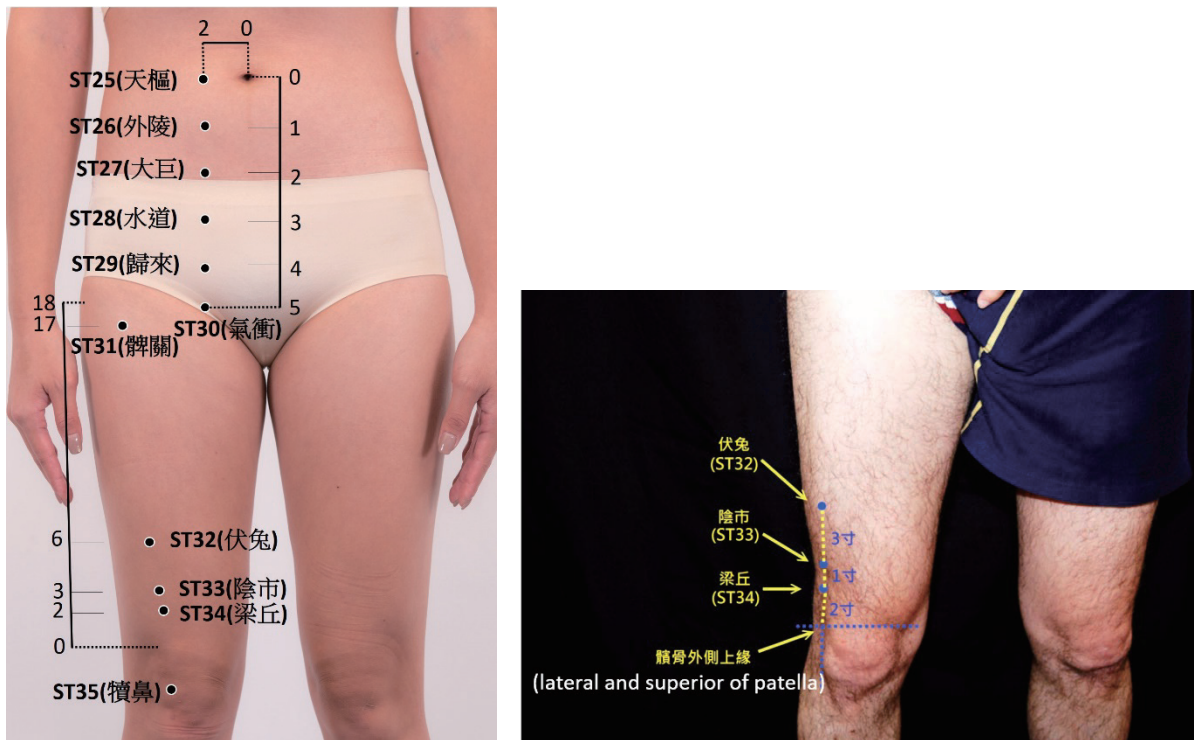 2 0
ST25(天樞)
0
ST26(外陵)
1
ST27(大巨)
2
ST28(水道)
3
ST29(歸來)
4
18
5
17
ST30(氣衝)
ST31(髀關)
6
ST32(伏兔)
3
ST33(陰市)
2
ST34(梁丘)
0
ST35(犢鼻)
伏兔
(ST32)
陰市
(ST33)
3寸
梁丘
(ST34)
1寸
2寸
髕骨外側上緣
(lateral and superior of patella)